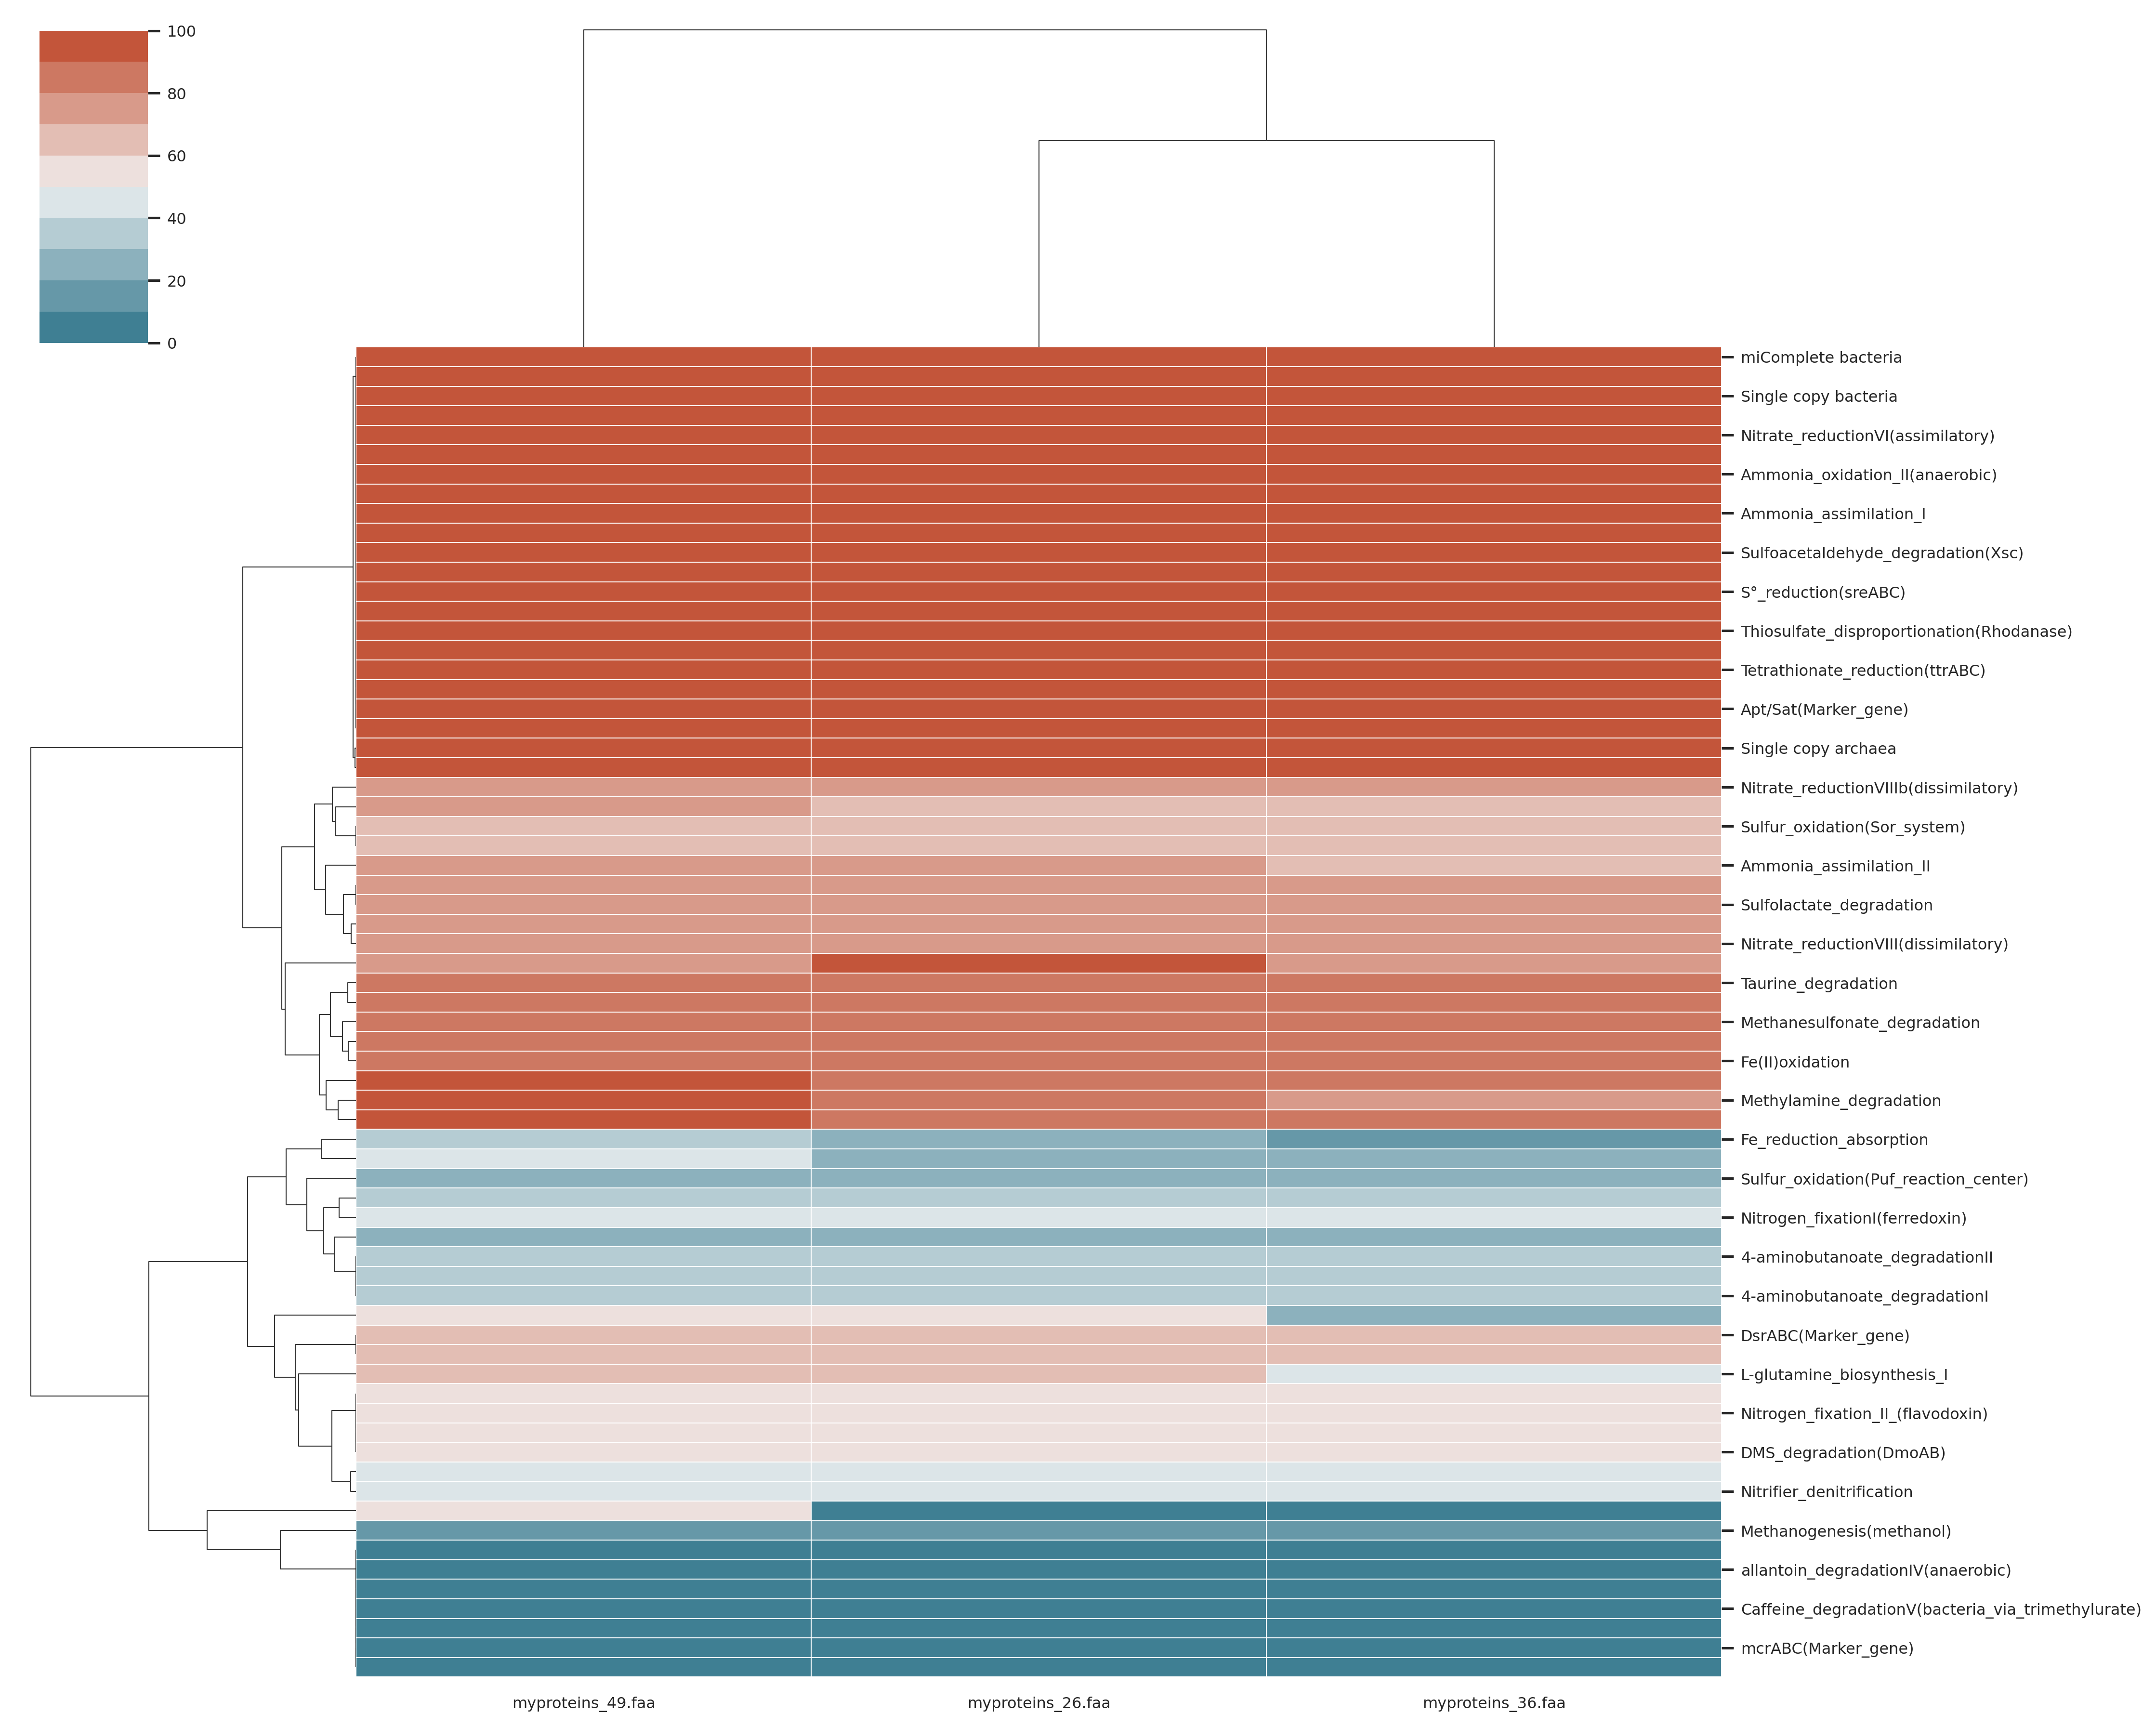 100
80
60
40
20
0
miComplete bacteria
Single copy bacteria
Nitrate_reductionVI(assimilatory)
Ammonia_oxidation_II(anaerobic)
Ammonia_assimilation_I
Sulfoacetaldehyde_degradation(Xsc)
S°_reduction(sreABC)
Thiosulfate_disproportionation(Rhodanase)
Tetrathionate_reduction(ttrABC)
Apt/Sat(Marker_gene)
Single copy archaea
Nitrate_reductionVIIIb(dissimilatory)
Sulfur_oxidation(Sor_system)
Ammonia_assimilation_II
Sulfolactate_degradation
Nitrate_reductionVIII(dissimilatory)
Taurine_degradation
Methanesulfonate_degradation
Fe(II)oxidation
Methylamine_degradation
Fe_reduction_absorption
Sulfur_oxidation(Puf_reaction_center)
Nitrogen_fixationI(ferredoxin)
4-aminobutanoate_degradationII
4-aminobutanoate_degradationI
DsrABC(Marker_gene)
L-glutamine_biosynthesis_I
Nitrogen_fixation_II_(flavodoxin)
DMS_degradation(DmoAB)
Nitrifier_denitrification
Methanogenesis(methanol)
allantoin_degradationIV(anaerobic)
Caffeine_degradationV(bacteria_via_trimethylurate)
mcrABC(Marker_gene)
myproteins_49.faa
myproteins_26.faa
myproteins_36.faa